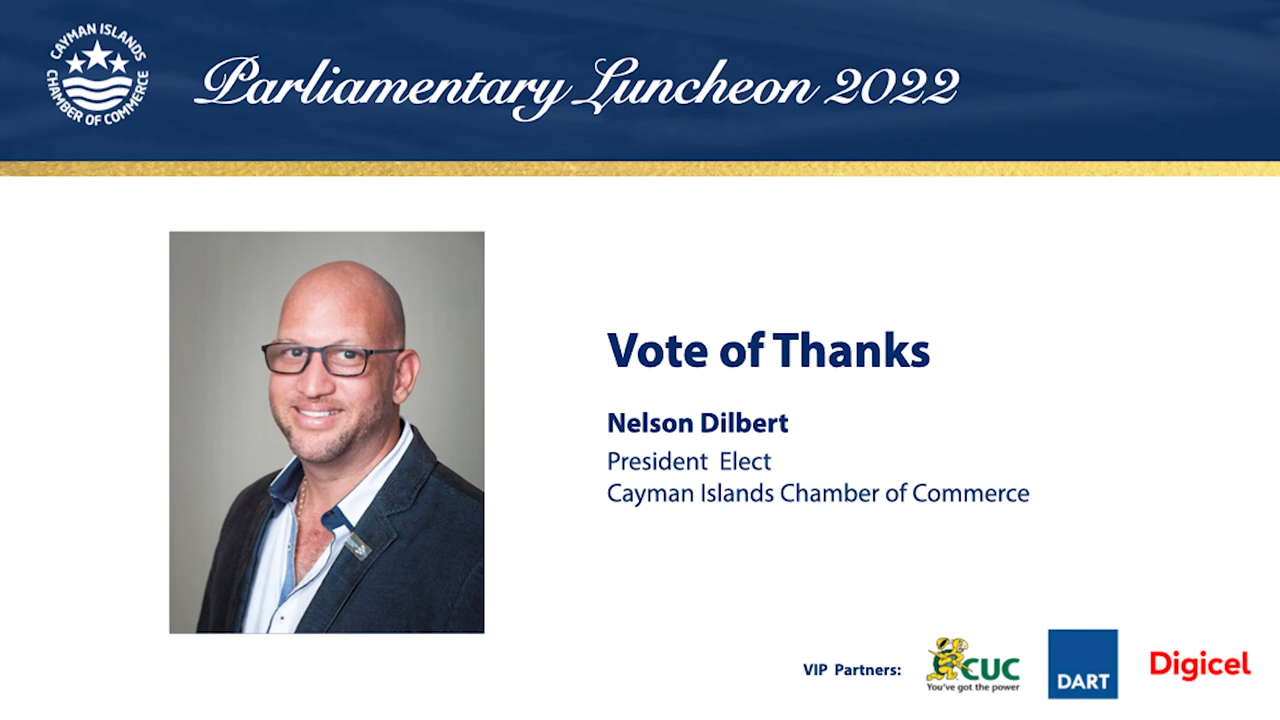 CAYMAN ISLANDS
CHAMBER OF COMMERCE
Parliamentary Luncheon 2022
Vote of Thanks
Nelson Dilbert
President Elect
Cayman Islands Chamber of Commerce
VIP Partners:
CUC
You've got the power
DART
Digicel